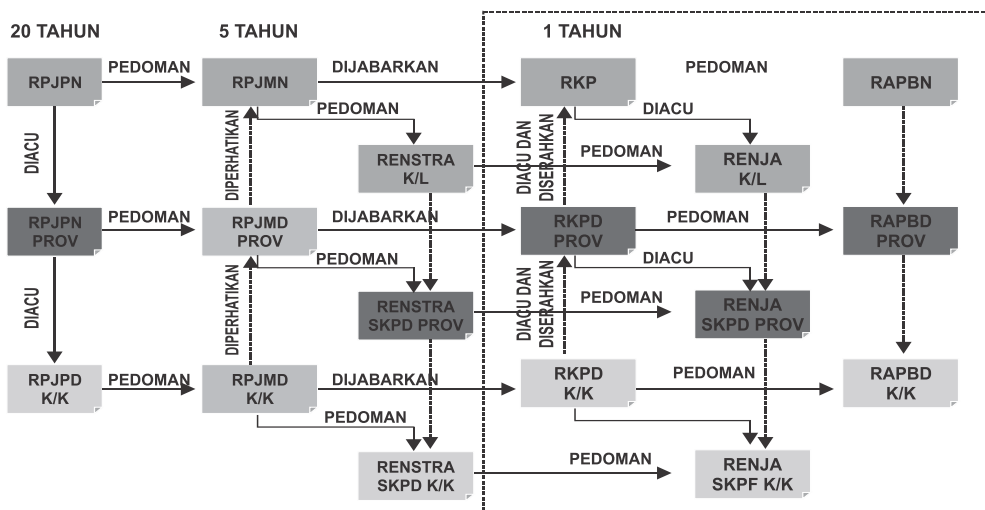 20 TAHUN
5 TAHUN
1 TAHUN
RPJPN
PEDOMAN
RPJMN
DIJABARKAN
RKP
PEDOMAN
RAPBN
DIACU
DIPERHATIKAN
PEDOMAN
RENSTRA
K/L
PEDOMAN
DIACU DAN
DISERAHKAN
DIACU
RENJA
K/L
RPJPN
PROV
PEDOMAN
RPJMD
PROV
DIJABARKAN
RKPD
PROV
PEDOMAN
RAPBD
PROV
DIACU
DIPERHATIKAN
PEDOMAN
RENSTRA
SKPD PROV
PEDOMAN
DIACU DAN
DISERAHKAN
DIACU
RENJA
SKPD PROV
RPJPD
K/K
PEDOMAN
RPJMD
K/K
DIJABARKAN
RKPD
K/K
PEDOMAN
RAPBD
K/K
PEDOMAN
RENSTRA
SKPD K/K
PEDOMAN
RENJA
SKPF K/K